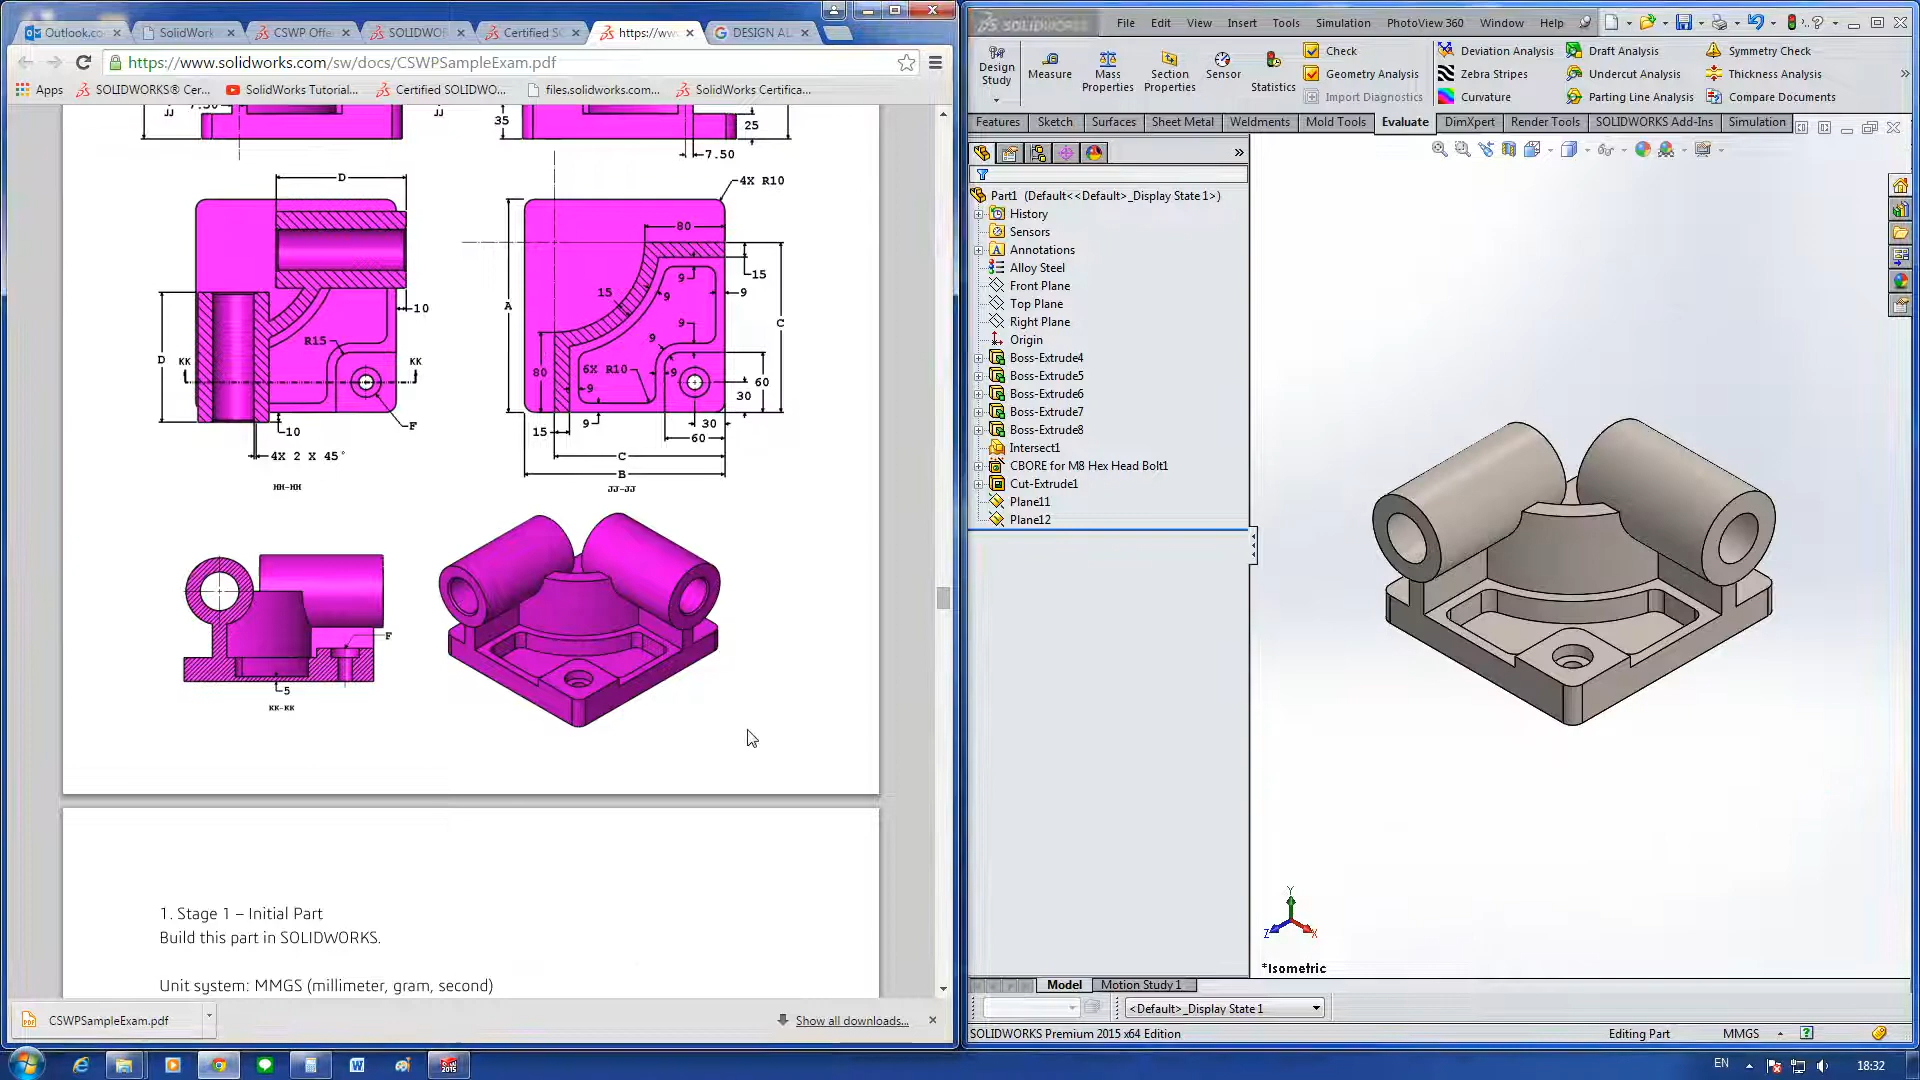 Outlook.co
SolidWork
CSWP Offe
SOLIDWOR
Certified SO
https://ww
DESIGN AL
https://www.solidworks.com/sw/docs/CSWPSampleExam.pdf
Apps
SOLIDWORKS® Cer...
SolidWorks Tutorial...
Certified SOLIDWO...
files.solidworks.com...
SolidWorks Certifica...
7.50
JJ
JJ
35
25
7.50
D
4X R10
80
15
9
9
9
15
A
C
10
R15
D
KK
KK
9
9
80
6X R10
9
60
30
F
10
15
9
30
60
4X 2 X 45°
C
B
HH-HH
JJ-JJ
F
5
KK-KK
1. Stage 1 – Initial Part
Build this part in SOLIDWORKS.
Unit system: MMGS (millimeter, gram, second)
CSWPSampleExam.pdf
Show all downloads...
SOLIDWORKS
File Edit View Insert Tools Simulation PhotoView 360 Window Help
Design Study
Measure
Mass Properties
Section Properties
Sensor
Statistics
Check
Geometry Analysis
Import Diagnostics
Deviation Analysis
Zebra Stripes
Curvature
Draft Analysis
Undercut Analysis
Parting Line Analysis
Symmetry Check
Thickness Analysis
Compare Documents
Features Sketch Surfaces Sheet Metal Weldments Mold Tools Evaluate DimXpert Render Tools SOLIDWORKS Add-Ins Simulation
Part1 (Default<<Default>_Display State 1>)
History
Sensors
Annotations
Alloy Steel
Front Plane
Top Plane
Right Plane
Origin
Boss-Extrude4
Boss-Extrude5
Boss-Extrude6
Boss-Extrude7
Boss-Extrude8
Intersect1
CBORE for M8 Hex Head Bolt1
Cut-Extrude1
Plane11
Plane12
Y
Z
X
*Isometric
Model
Motion Study 1
<Default>_Display State 1
SOLIDWORKS Premium 2015 x64 Edition
Editing Part
MMGS
EN
18:32